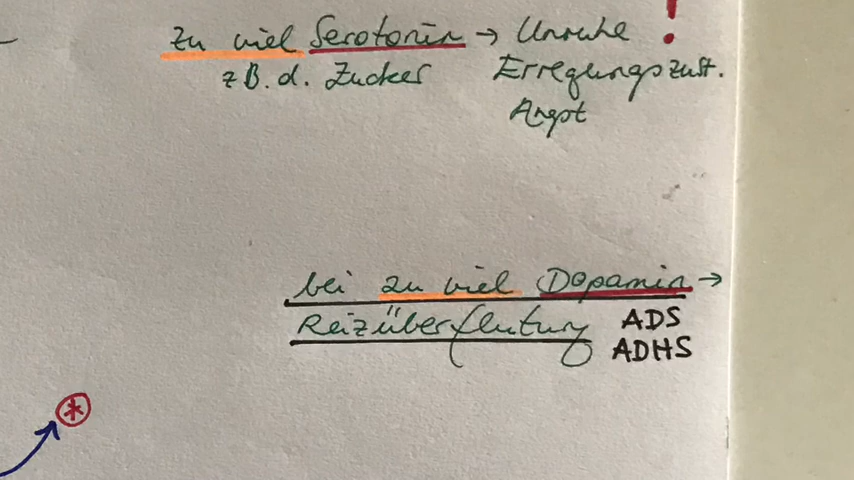 zu viel Serotonin → Unruhe !
z.B. d. Zucker Erregungszust.
Angst
bei zu viel Dopamin →
Reizüberflutung ADS
ADHS